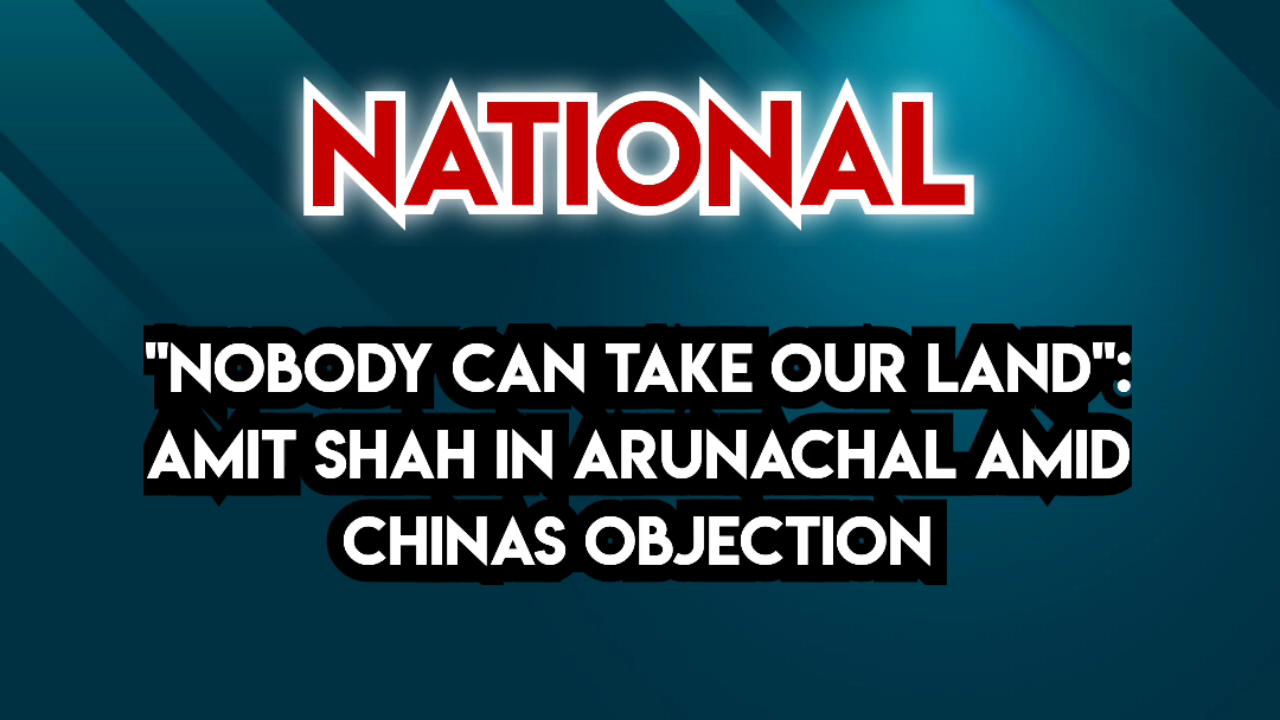 NATIONAL
"NOBODY CAN TAKE OUR LAND":
AMIT SHAH IN ARUNACHAL AMID
CHINAS OBJECTION